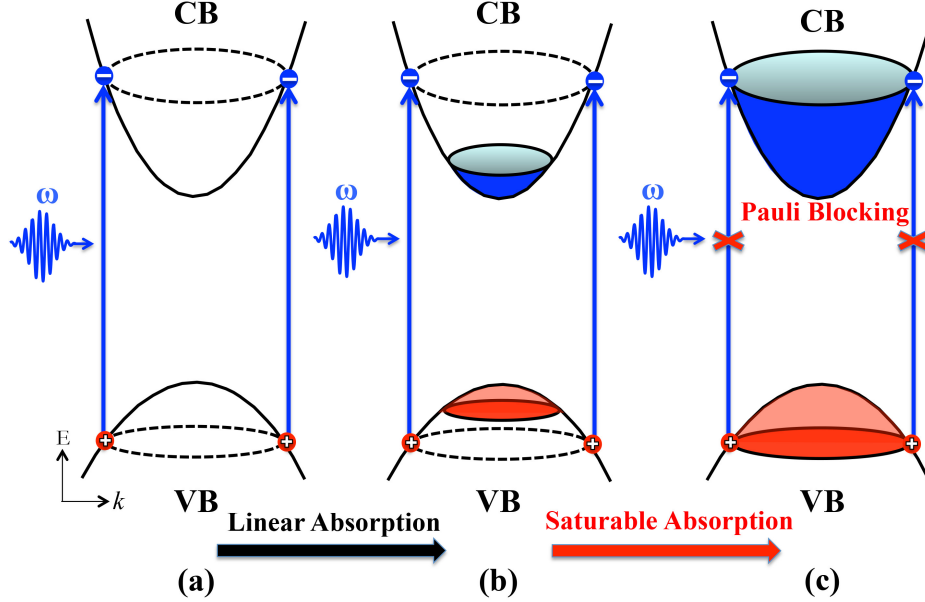 CB
CB
CB
− − − − − −
ω
ω
ω
Pauli Blocking
E
k
+ + + + + +
VB
VB
VB
Linear Absorption
Saturable Absorption
(a)
(b)
(c)